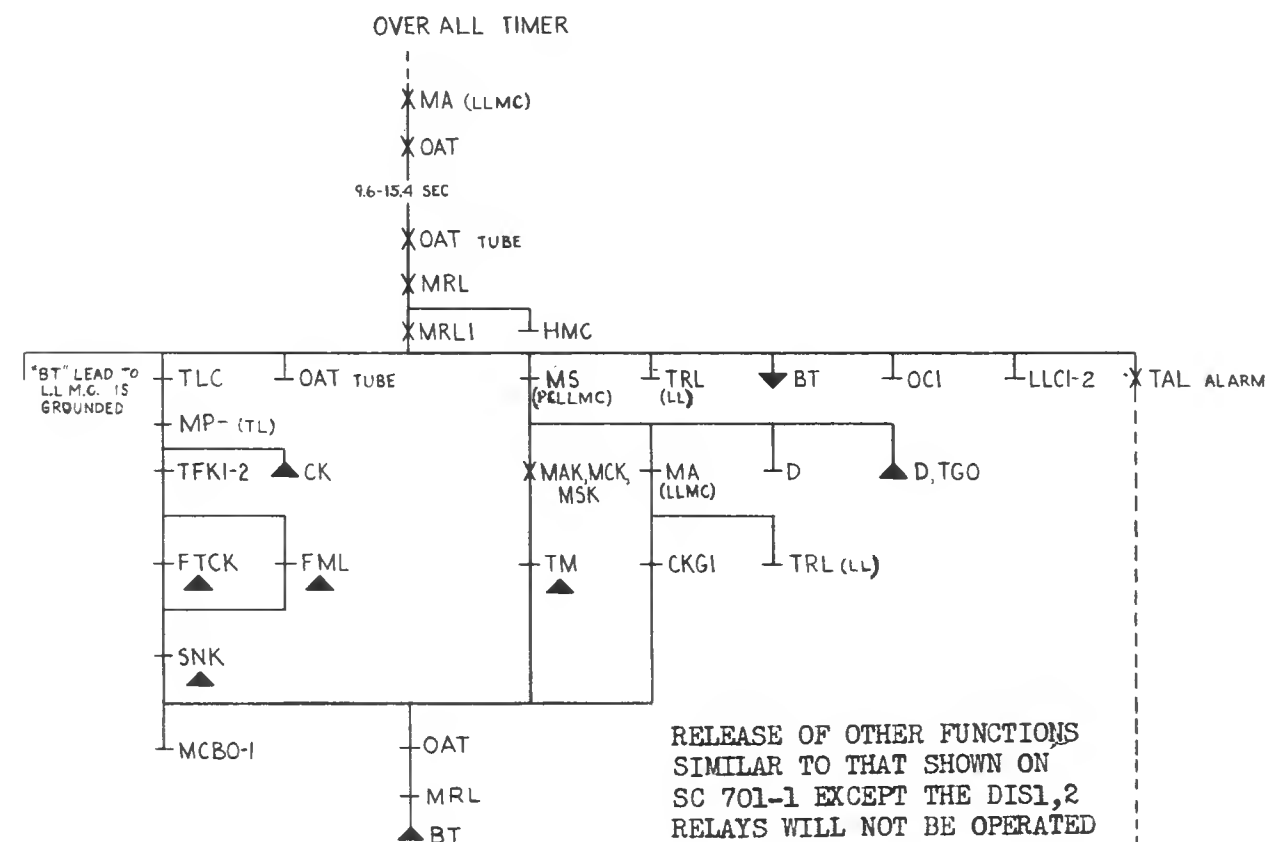 OVER ALL TIMER
MA (LLMC)
OAT
9.6-15.4 SEC
OAT TUBE
MRL
MRL1
HMC
"BT" LEAD TO
L.L M.C. IS
GROUNDED
TLC
OAT TUBE
MS
(PCLLMC)
TRL
(LL)
BT
OC1
LLC1-2
TAL ALARM
MP- (TL)
TFK1-2
CK
MAK, MCK,
MSK
MA
(LLMC)
D
D, TGO
FTCK
FML
TM
CKG1
TRL (LL)
SNK
MCB0-1
OAT
MRL
BT
RELEASE OF OTHER FUNCTIONS
SIMILAR TO THAT SHOWN ON
SC 701-1 EXCEPT THE DIS1,2
RELAYS WILL NOT BE OPERATED